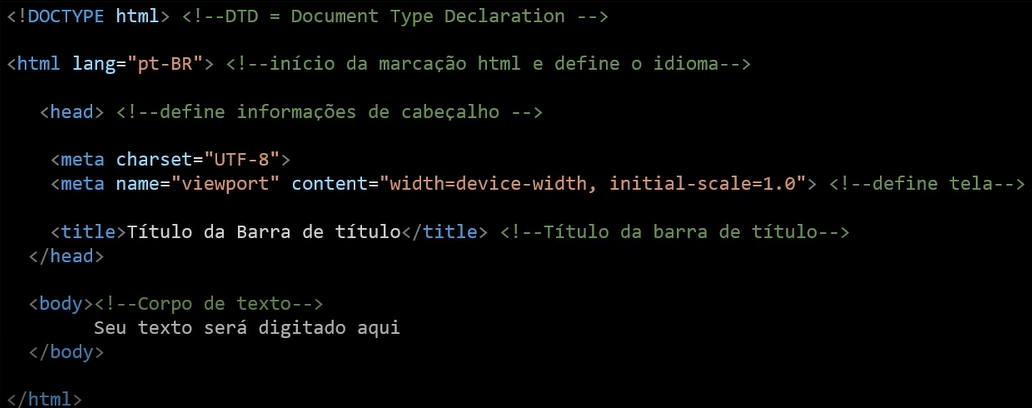 <!DOCTYPE html> <!--DTD = Document Type Declaration -->
<html lang="pt-BR"> <!--início da marcação html e define o idioma-->
<head> <!--define informações de cabeçalho -->
<meta charset="UTF-8">
<meta name="viewport" content="width=device-width, initial-scale=1.0"> <!--define tela-->
<title>Título da Barra de título</title> <!--Título da barra de título-->
</head>
<body><!--Corpo de texto-->
Seu texto será digitado aqui
</body>
</html>